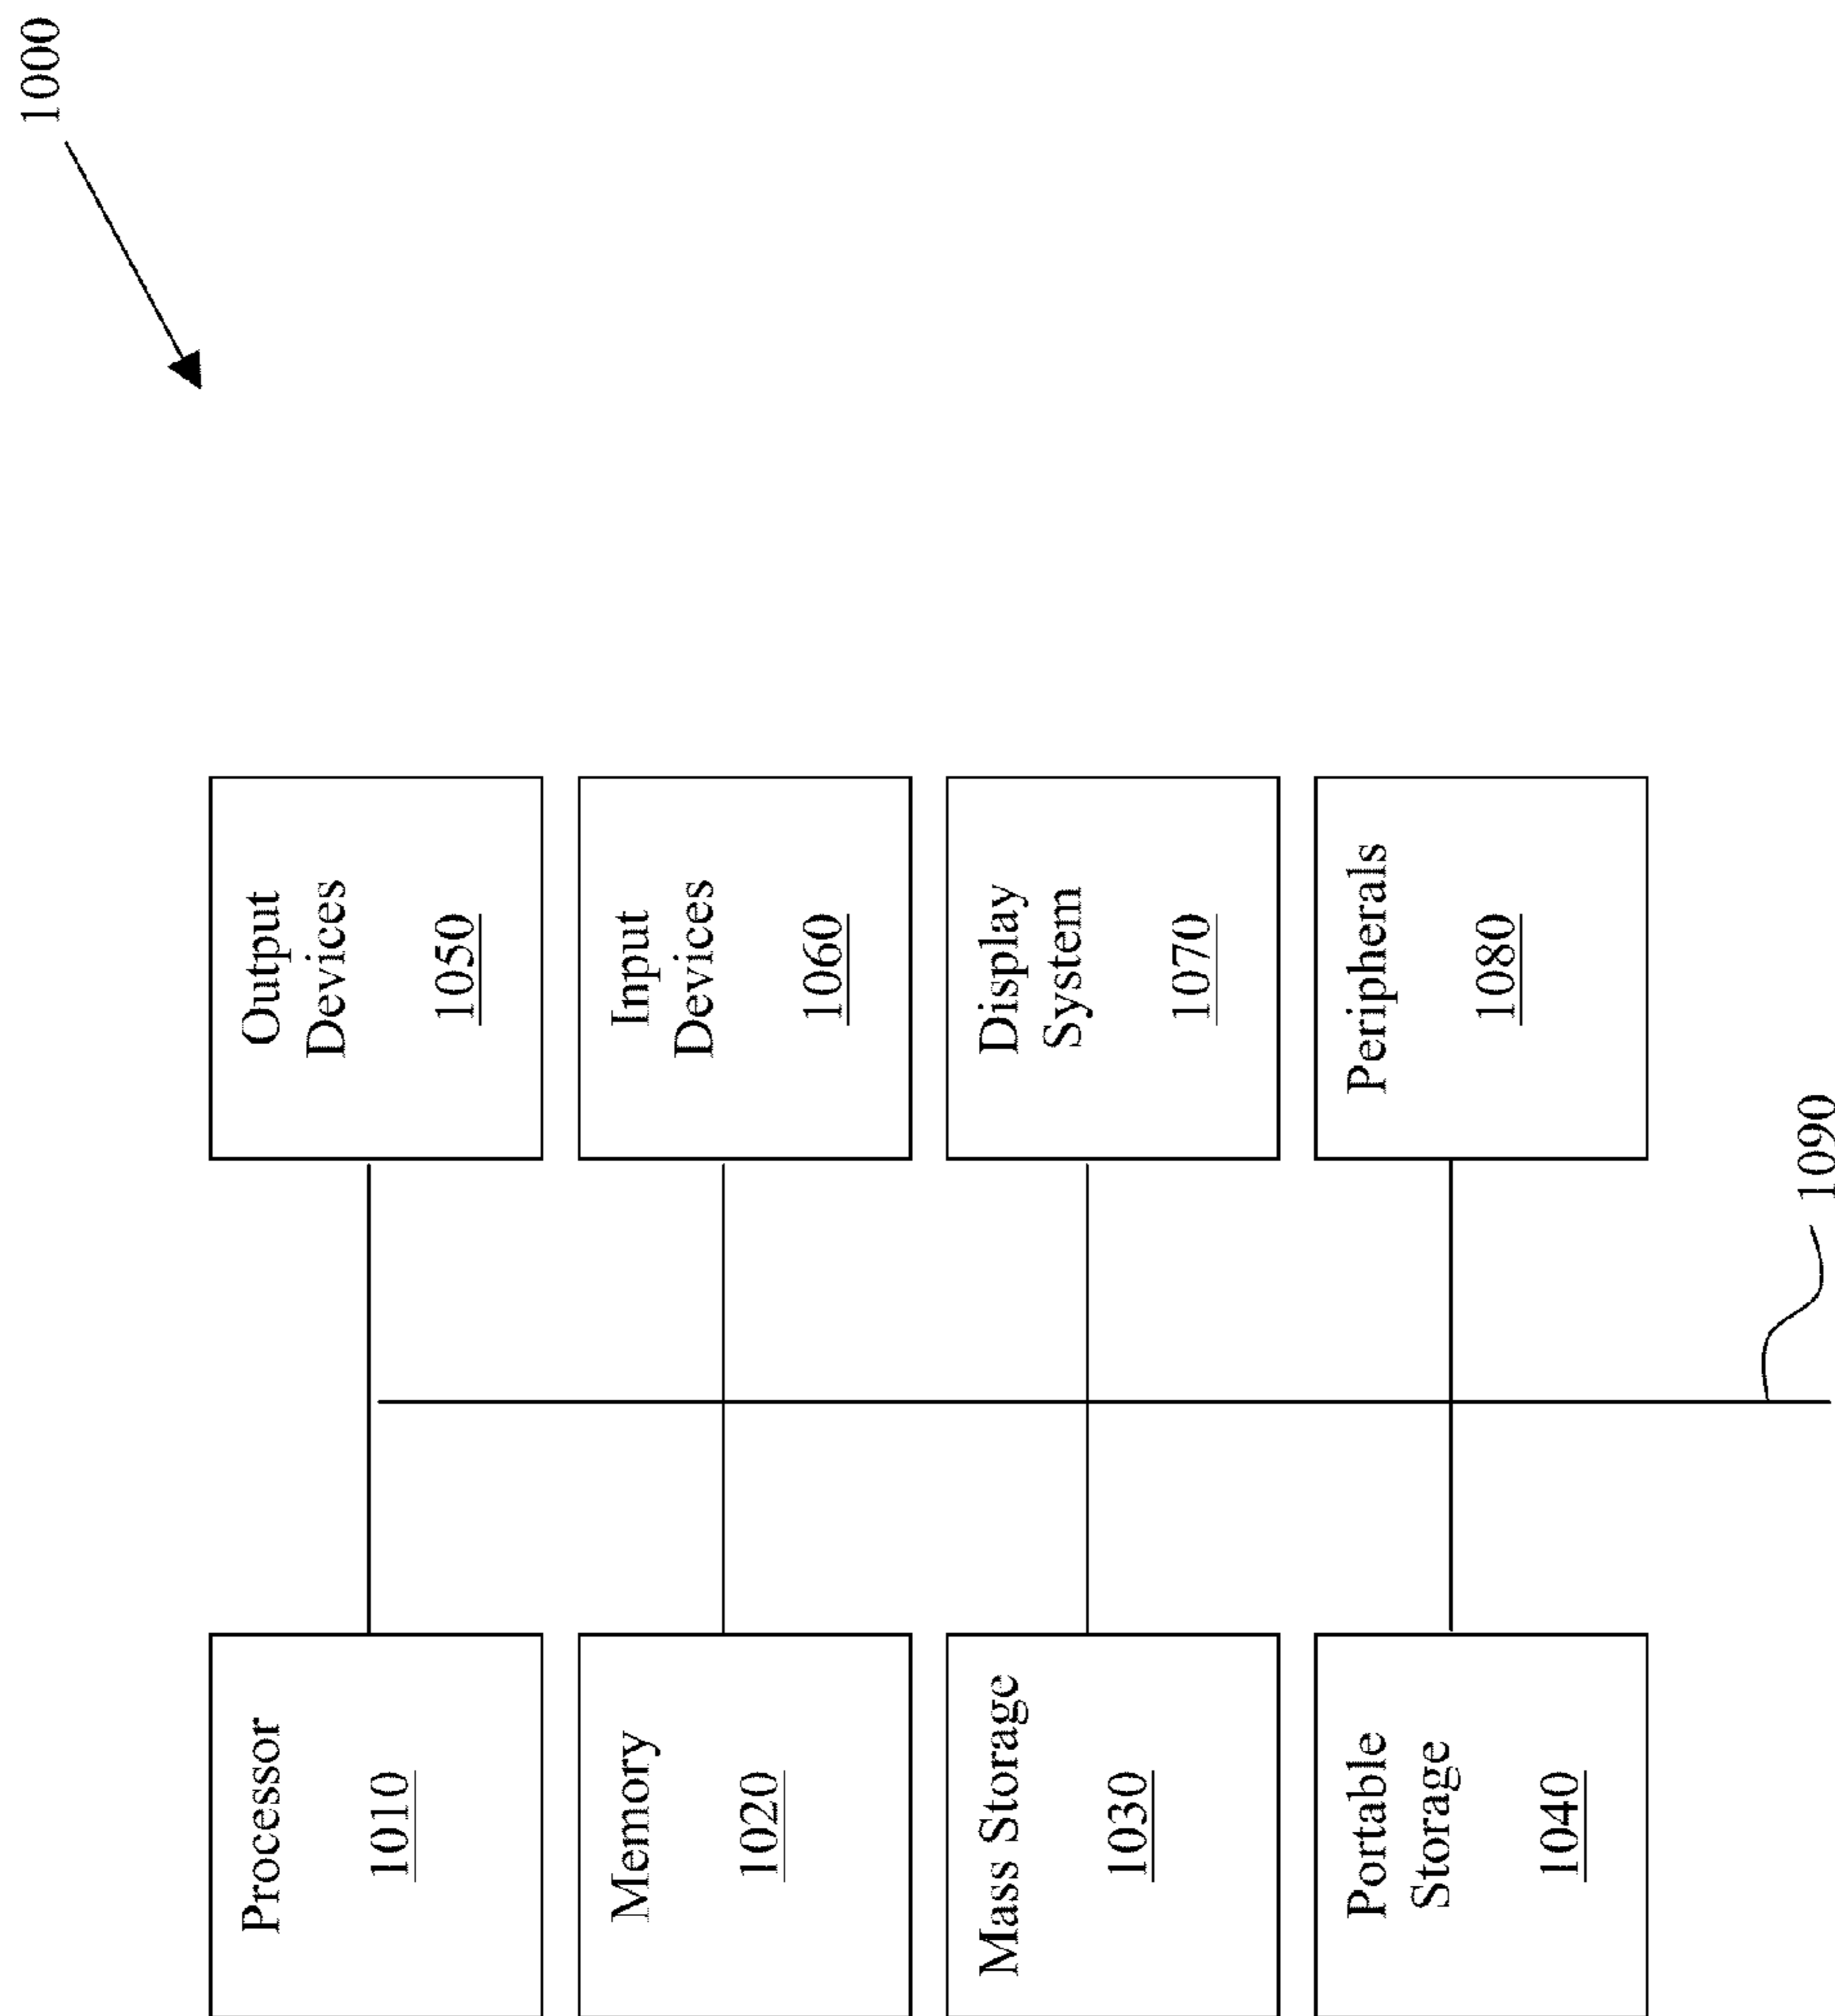 1000
Processor
1010
Output
Devices
1050
Memory
1020
Input
Devices
1060
Mass Storage
1030
Display
System
1070
Portable
Storage
1040
Peripherals
1080
1090